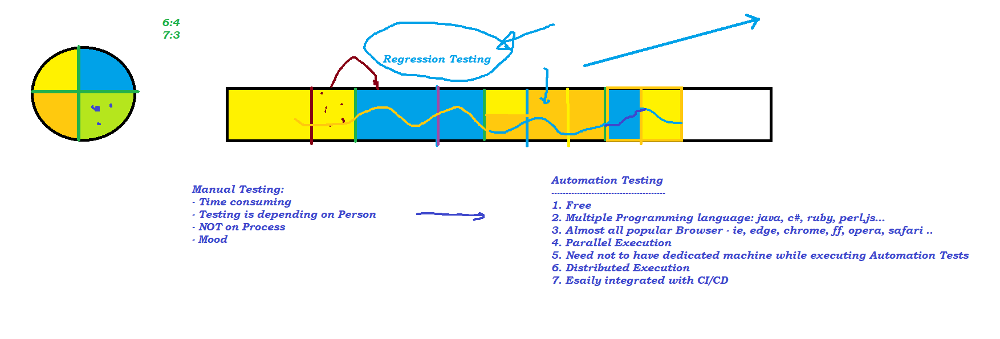 6:4
7:3
Regression Testing
Manual Testing:
- Time consuming
- Testing is depending on Person
- NOT on Process
- Mood
Automation Testing
----------------------------------------
1. Free
2. Multiple Programming language: java, c#, ruby, perl,js...
3. Almost all popular Browser - ie, edge, chrome, ff, opera, safari ..
4. Parallel Execution
5. Need not to have dedicated machine while executing Automation Tests
6. Distributed Execution
7. Esaily integrated with CI/CD